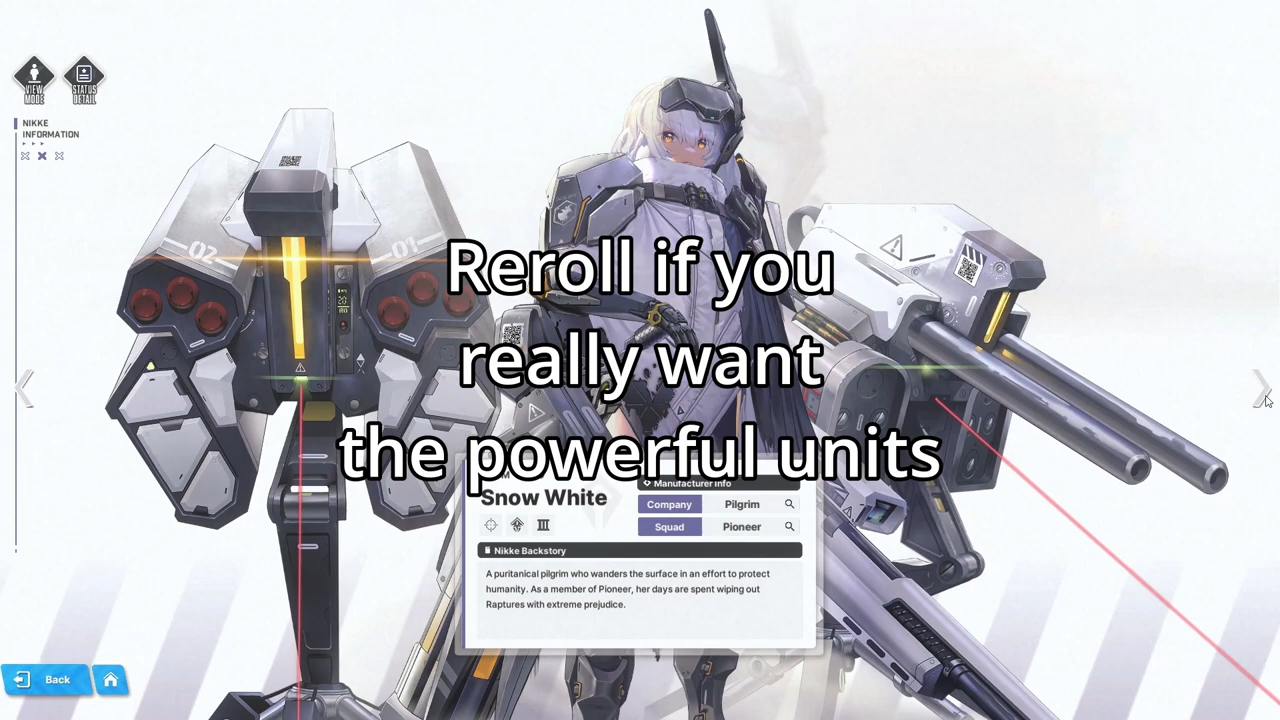 VIEW
MODE
STATUS
DETAIL
NIKKE
INFORMATION
02
01
Reroll if you
really want
the powerful units
Manufacturer Info
Snow White
Company
Pilgrim
Squad
Pioneer
Nikke Backstory
A puritanical pilgrim who wanders the surface in an effort to protect
humanity. As a member of Pioneer, her days are spent wiping out
Raptures with extreme prejudice.
Back